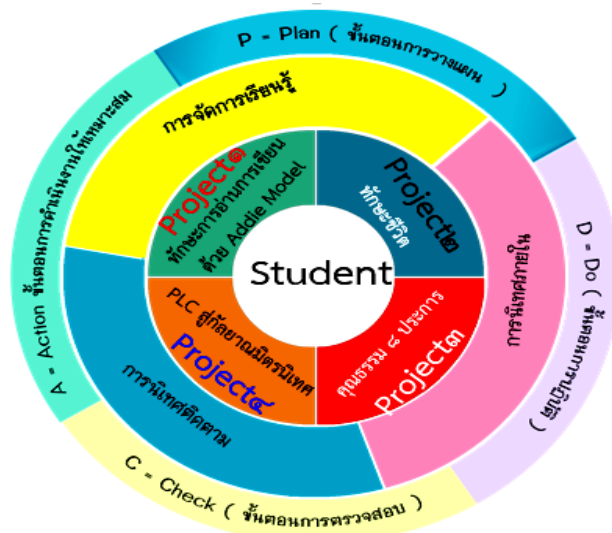 P = Plan ( ขั้นตอนการวางแผน )
D = Do ( ขั้นตอนการปฏิบัติ )
C = Check ( ขั้นตอนการตรวจสอบ )
A = Action ขั้นตอนการดำเนินงานให้เหมาะสม
การจัดการเรียนรู้
การนิเทศภายใน
การนิเทศติดตาม
Project๑
ทักษะการอ่านการเขียน
ด้วย Addie Model
Project๒
ทักษะชีวิต
คุณธรรม ๘ ประการ
Project๓
PLC สู่กัลยาณมิตรนิเทศ
Project๔
Student